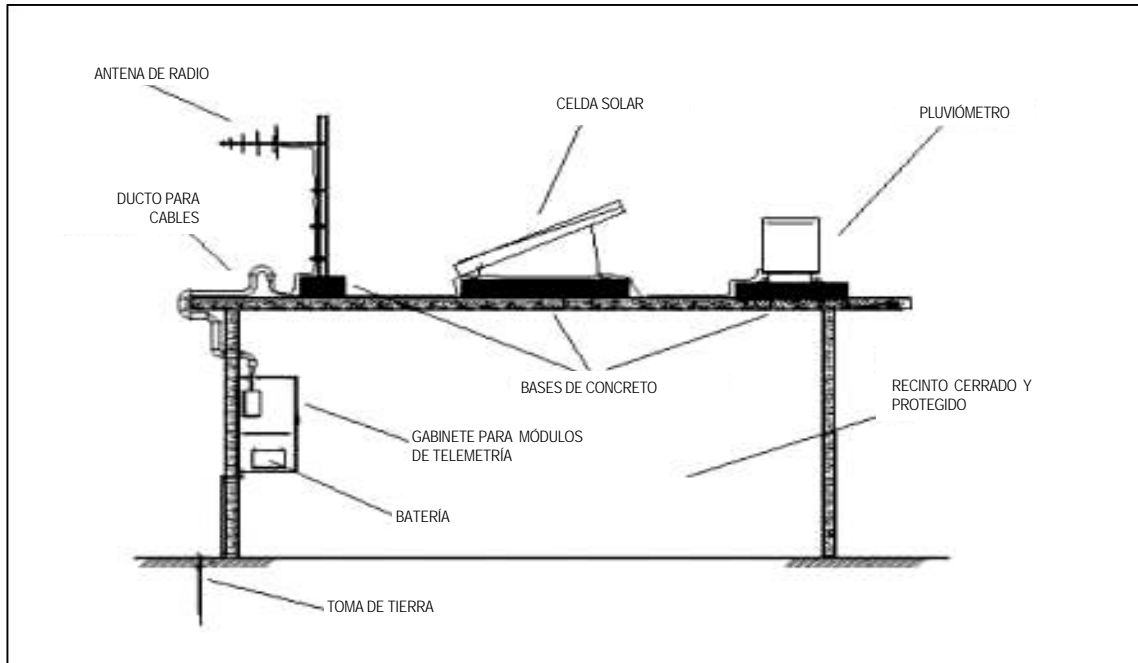 ANTENA DE RADIO
CELDA SOLAR
PLUVIÓMETRO
DUCTO PARA
CABLES
BASES DE CONCRETO
RECINTO CERRADO Y
PROTEGIDO
GABINETE PARA MÓDULOS
DE TELEMETRÍA
BATERÍA
TOMA DE TIERRA